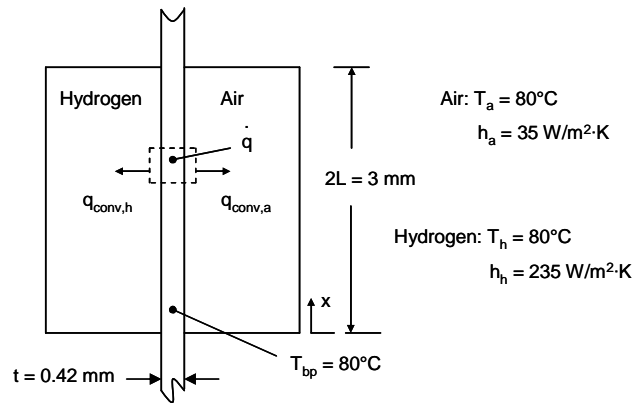 Hydrogen
Air
q̇
q_conv,h
q_conv,a
2L = 3 mm
x
T_bp = 80°C
t = 0.42 mm
Air: T_a = 80°C
h_a = 35 W/m²·K
Hydrogen: T_h = 80°C
h_h = 235 W/m²·K